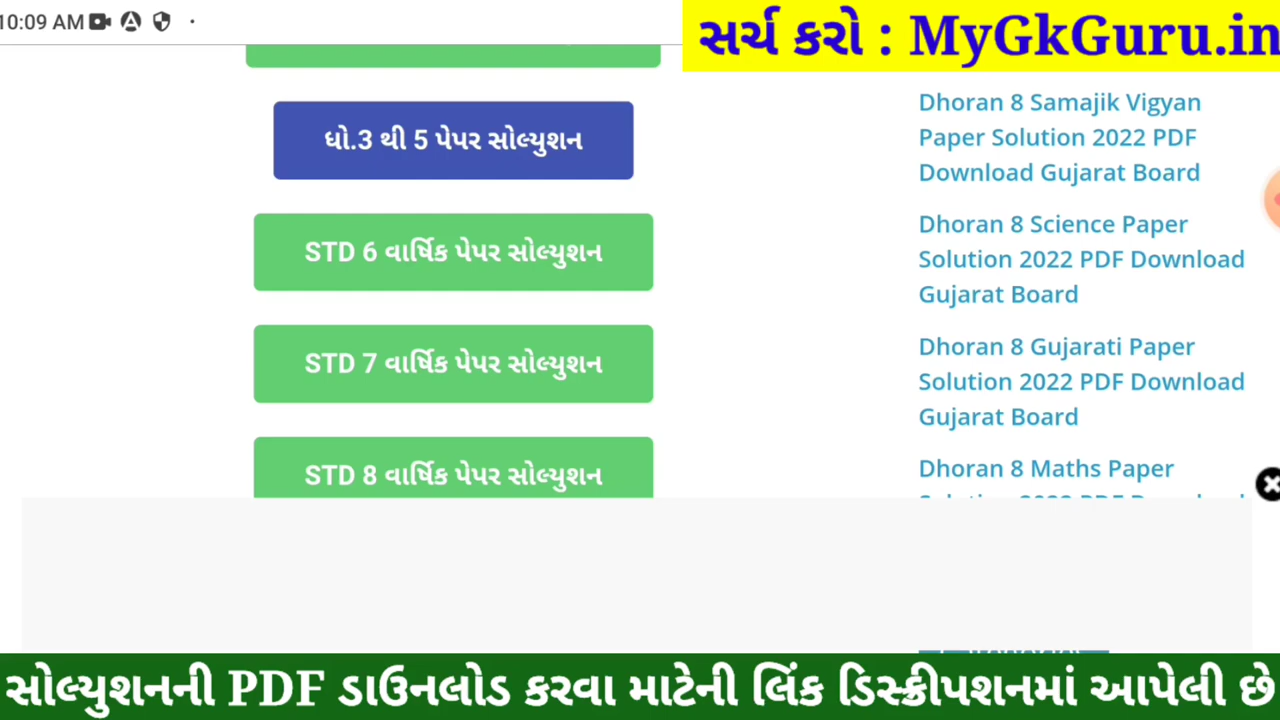 10:09 AM
સર્ચ કરો : MyGkGuru.in
ધો.3 થી 5 પેપર સોલ્યુશન
STD 6 વાર્ષિક પેપર સોલ્યુશન
STD 7 વાર્ષિક પેપર સોલ્યુશન
STD 8 વાર્ષિક પેપર સોલ્યુશન
Dhoran 8 Samajik Vigyan
Paper Solution 2022 PDF
Download Gujarat Board
Dhoran 8 Science Paper
Solution 2022 PDF Download
Gujarat Board
Dhoran 8 Gujarati Paper
Solution 2022 PDF Download
Gujarat Board
Dhoran 8 Maths Paper
સોલ્યુશનની PDF ડાઉનલોડ કરવા માટેની લિંક ડિસ્ક્રીપશનમાં આપેલી છે